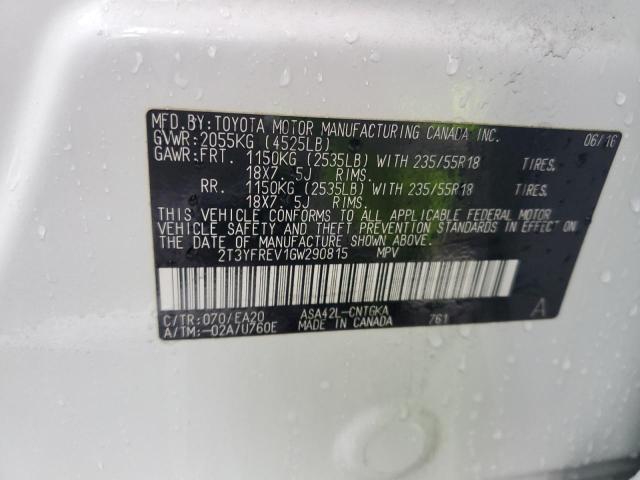 MFD.BY:TOYOTA MOTOR MANUFACTURING CANADA INC. 06/16
GVWR:2055KG (4525LB)
GAWR:FRT. 1150KG (2535LB) WITH 235/55R18 TIRES.
18X7. 5J RIMS.
RR. 1150KG (2535LB) WITH 235/55R18 TIRES.
18X7. 5J RIMS.
THIS VEHICLE CONFORMS TO ALL APPLICABLE FEDERAL MOTOR
VEHICLE SAFETY AND THEFT PREVENTION STANDARDS IN EFFECT ON
THE DATE OF MANUFACTURE SHOWN ABOVE.
2T3YFREV1GW290815 MPV
C/TR:070/EA20 ASA42L-CNTGKA A
A/TM:-02A/U760E MADE IN CANADA 761